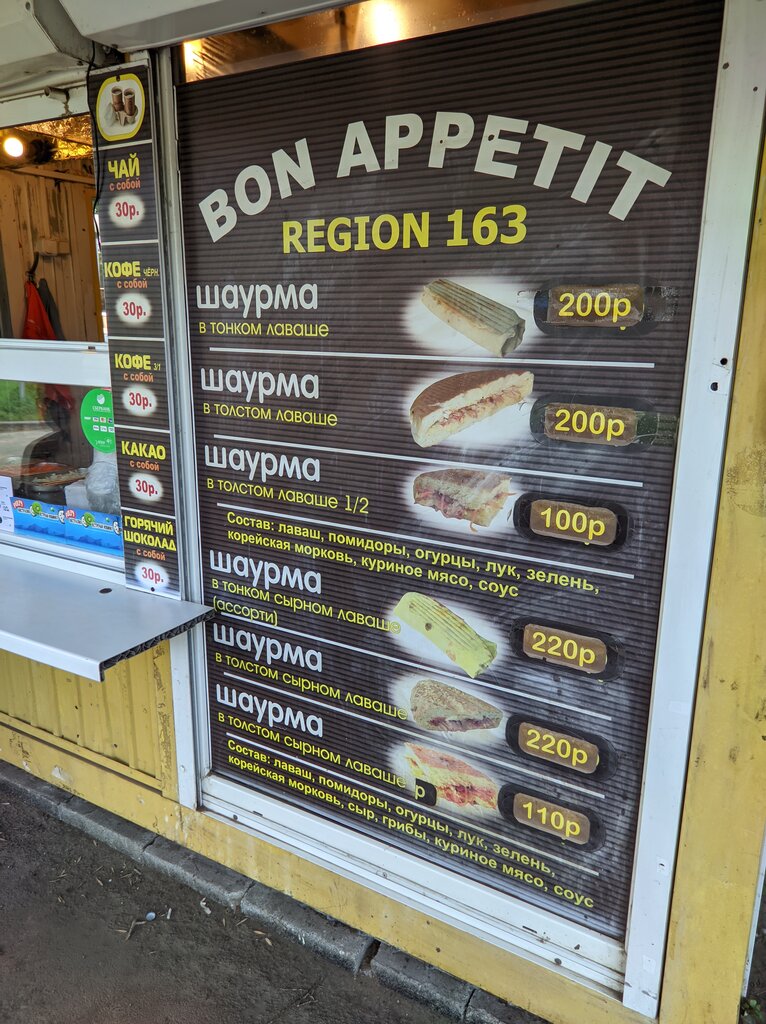 ЧАЙ
с собой
30р.
КОФЕ ЧЁРН.
с собой
30р.
КОФЕ 3/1
с собой
30р.
КАКАО
с собой
30р.
ГОРЯЧИЙ
ШОКОЛАД
с собой
30р.
BON APPETIT
REGION 163
шаурма
в тонком лаваше
200р
шаурма
в толстом лаваше
200р
шаурма
в толстом лаваше 1/2
100р
Состав: лаваш, помидоры, огурцы, лук, зелень,
корейская морковь, куриное мясо, соус
шаурма
в тонком сырном лаваше
(ассорти)
220р
шаурма
в толстом сырном лаваше
220р
шаурма
в толстом сырном лаваше
р
110р
Состав: лаваш, помидоры, огурцы, лук, зелень,
корейская морковь, сыр, грибы, куриное мясо, соус